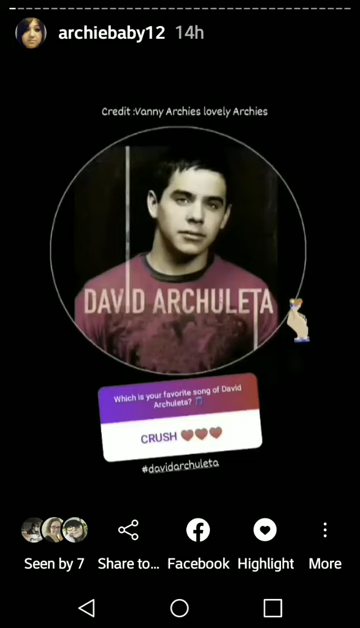 archiebaby12 14h
Credit :Vanny Archies lovely Archies
DAVID ARCHULETA
Which is your favorite song of David
Archuleta? 🎵
CRUSH ❤❤❤
#davidarchuleta
Seen by 7 Share to... Facebook Highlight More